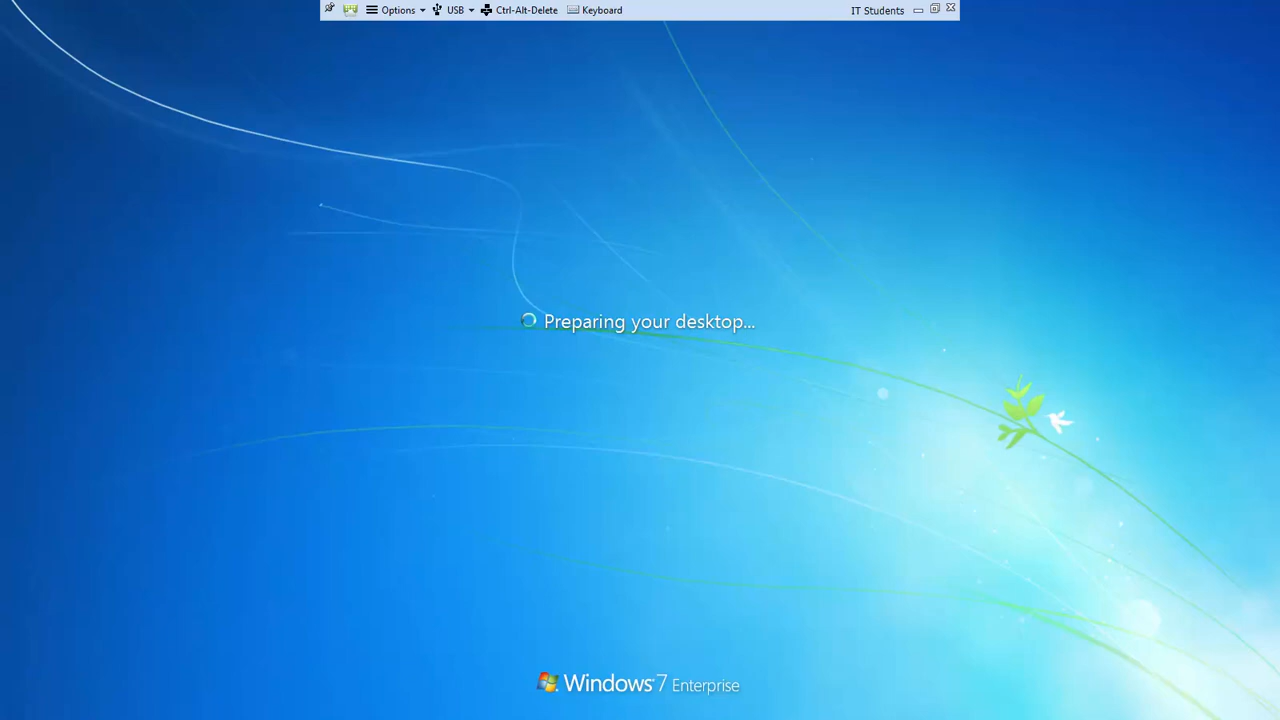 Options USB Ctrl-Alt-Delete Keyboard IT Students
Preparing your desktop...
Windows 7 Enterprise